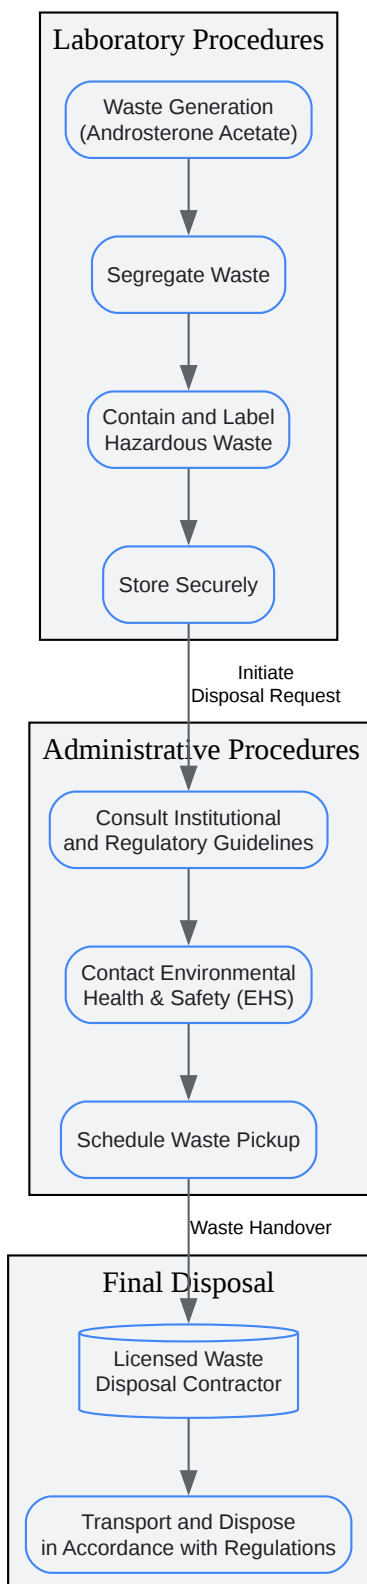 Laboratory Procedures
Waste Generation
(Androsterone Acetate)
Segregate Waste
Contain and Label
Hazardous Waste
Store Securely
Initiate
Disposal Request
Administrative Procedures
Consult Institutional
and Regulatory Guidelines
Contact Environmental
Health & Safety (EHS)
Schedule Waste Pickup
Waste Handover
Final Disposal
Licensed Waste
Disposal Contractor
Transport and Dispose
in Accordance with Regulations